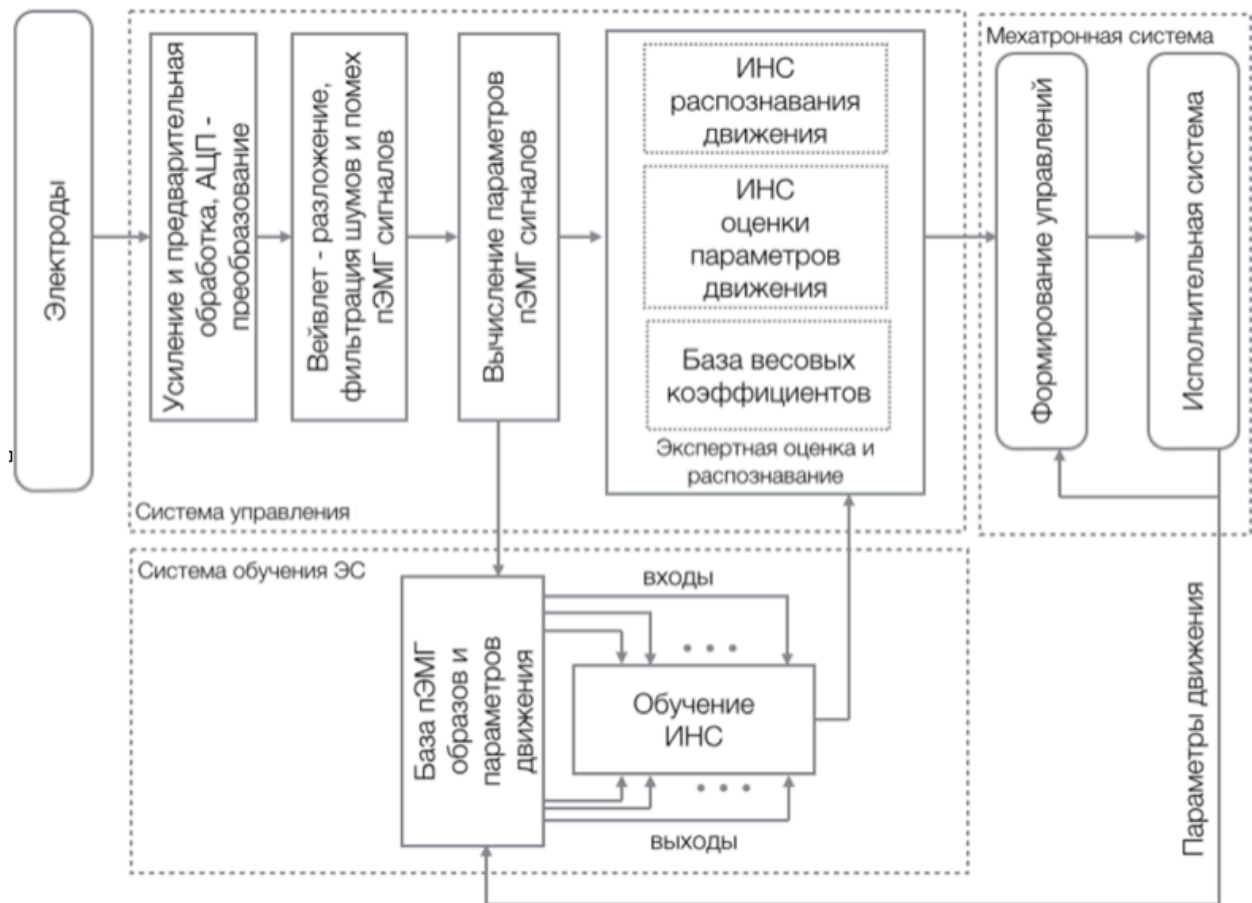 Электроды
Усиление и предварительная
обработка, АЦП -
преобразование
Вейвлет - разложение,
фильтрация шумов и помех
пЭМГ сигналов
Вычисление параметров
пЭМГ сигналов
ИНС
распознавания
движения
ИНС
оценки
параметров
движения
База весовых
коэффициентов
Экспертная оценка и
распознавание
Система управления
Мехатронная система
Формирование управлений
Исполнительная система
Система обучения ЭС
База пЭМГ
образов и
параметров
движения
входы
• • •
Обучение
ИНС
• • •
выходы
Параметры движения